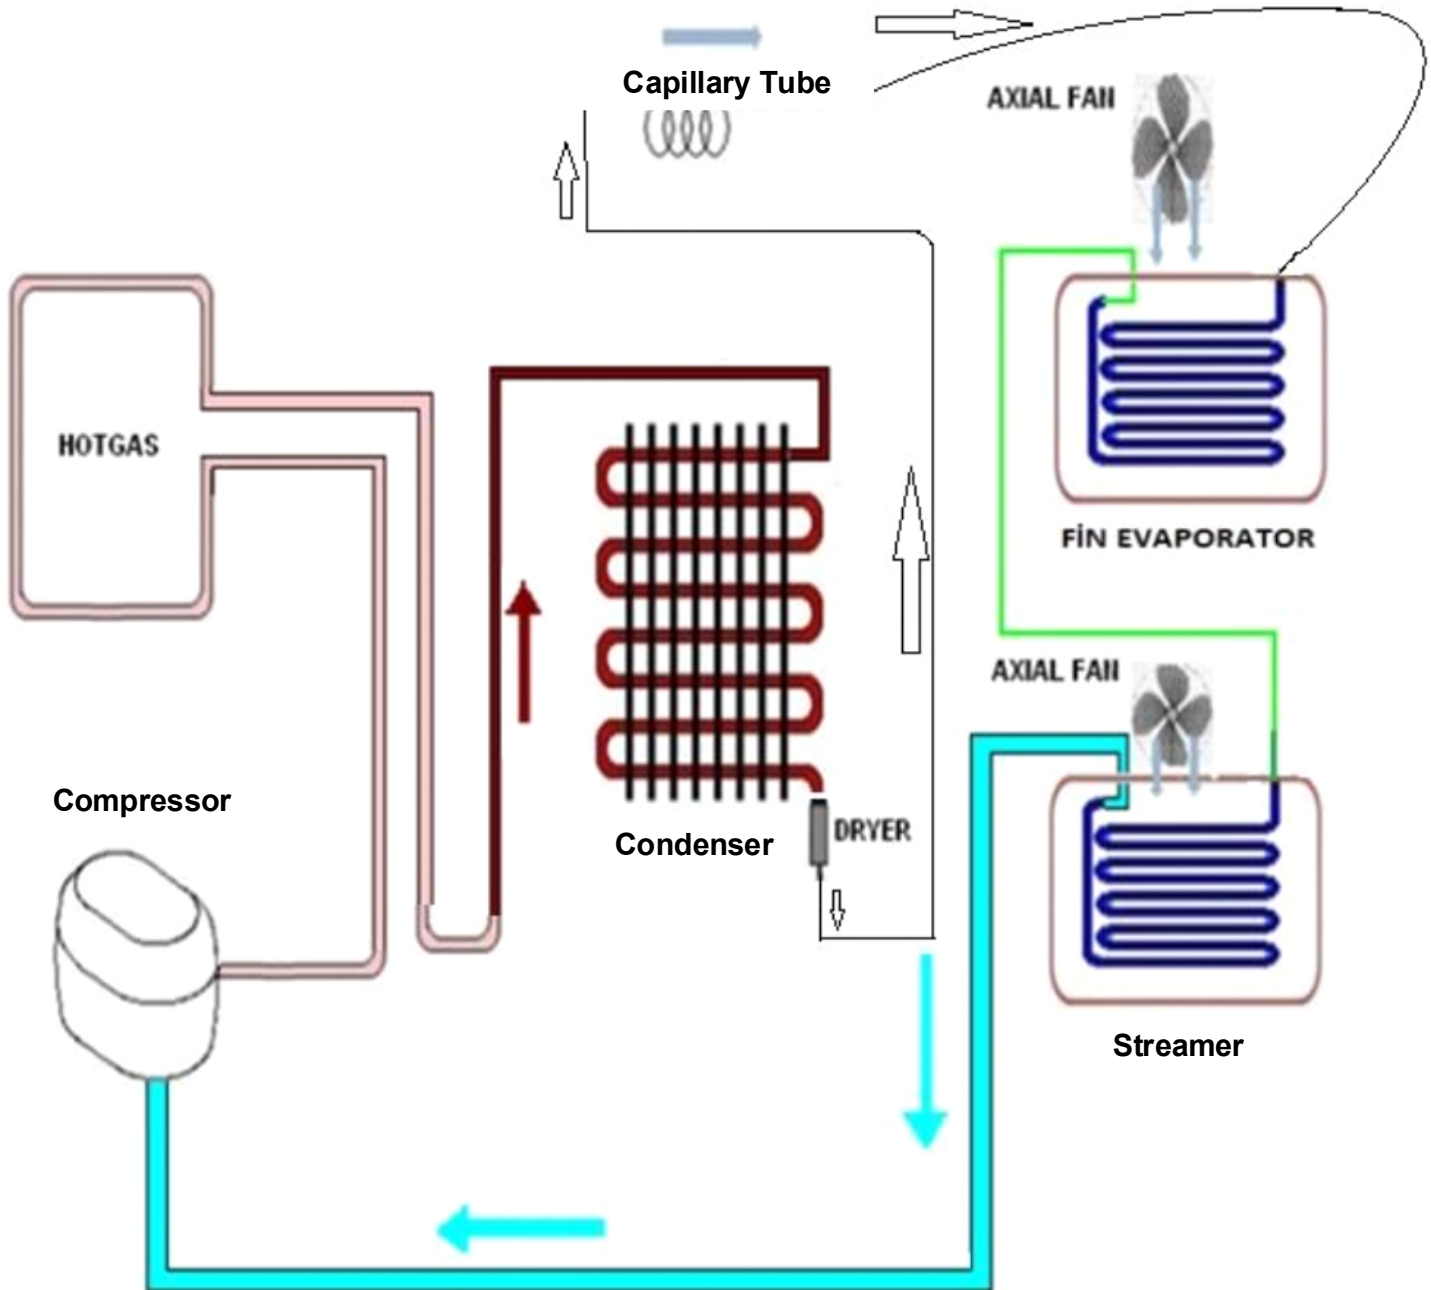 Capillary Tube
AXIAL FAN
HOTGAS
FİN EVAPORATOR
AXIAL FAN
Compressor
Condenser
DRYER
Streamer